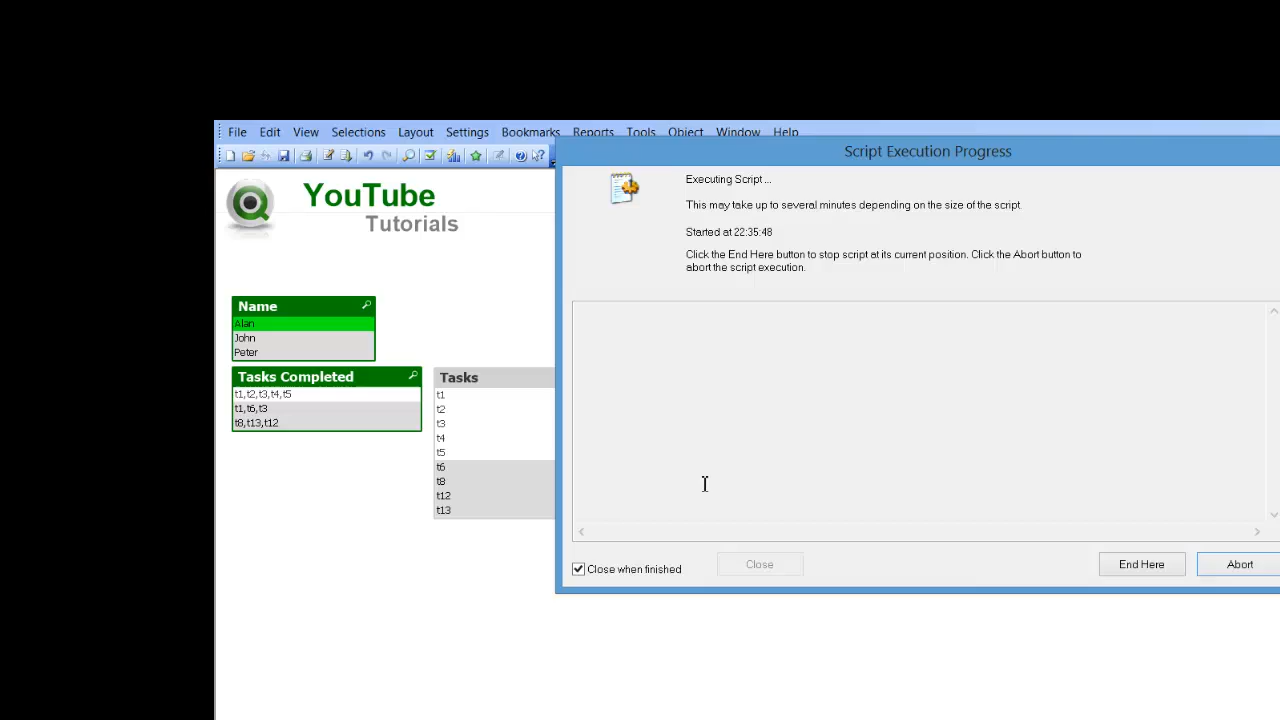 File Edit View Selections Layout Settings Bookmarks Reports Tools Object Window Help
Script Execution Progress
YouTube
Tutorials
Executing Script ...
This may take up to several minutes depending on the size of the script.
Started at 22:35:48
Click the End Here button to stop script at its current position. Click the Abort button to
abort the script execution.
Name
Alan
John
Peter
Tasks Completed
t1,t2,t3,t4,t5
t1,t6,t3
t8,t13,t12
Tasks
t1
t2
t3
t4
t5
t6
t8
t12
t13
Close when finished
Close
End Here
Abort